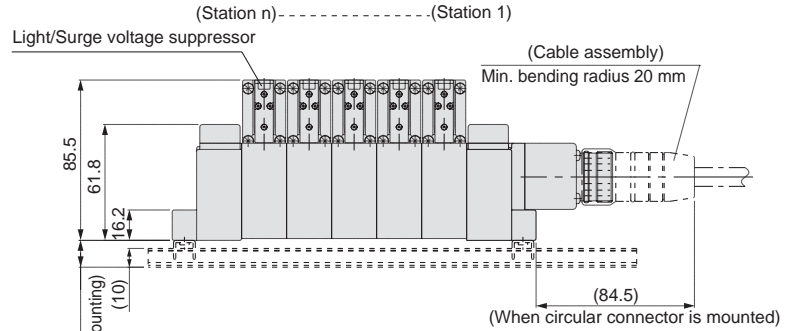 (Station n)
(Station 1)
Light/Surge voltage suppressor
(Cable assembly)
Min. bending radius 20 mm
85.5
61.8
16.2
(10)
(84.5)
(When circular connector is mounted)